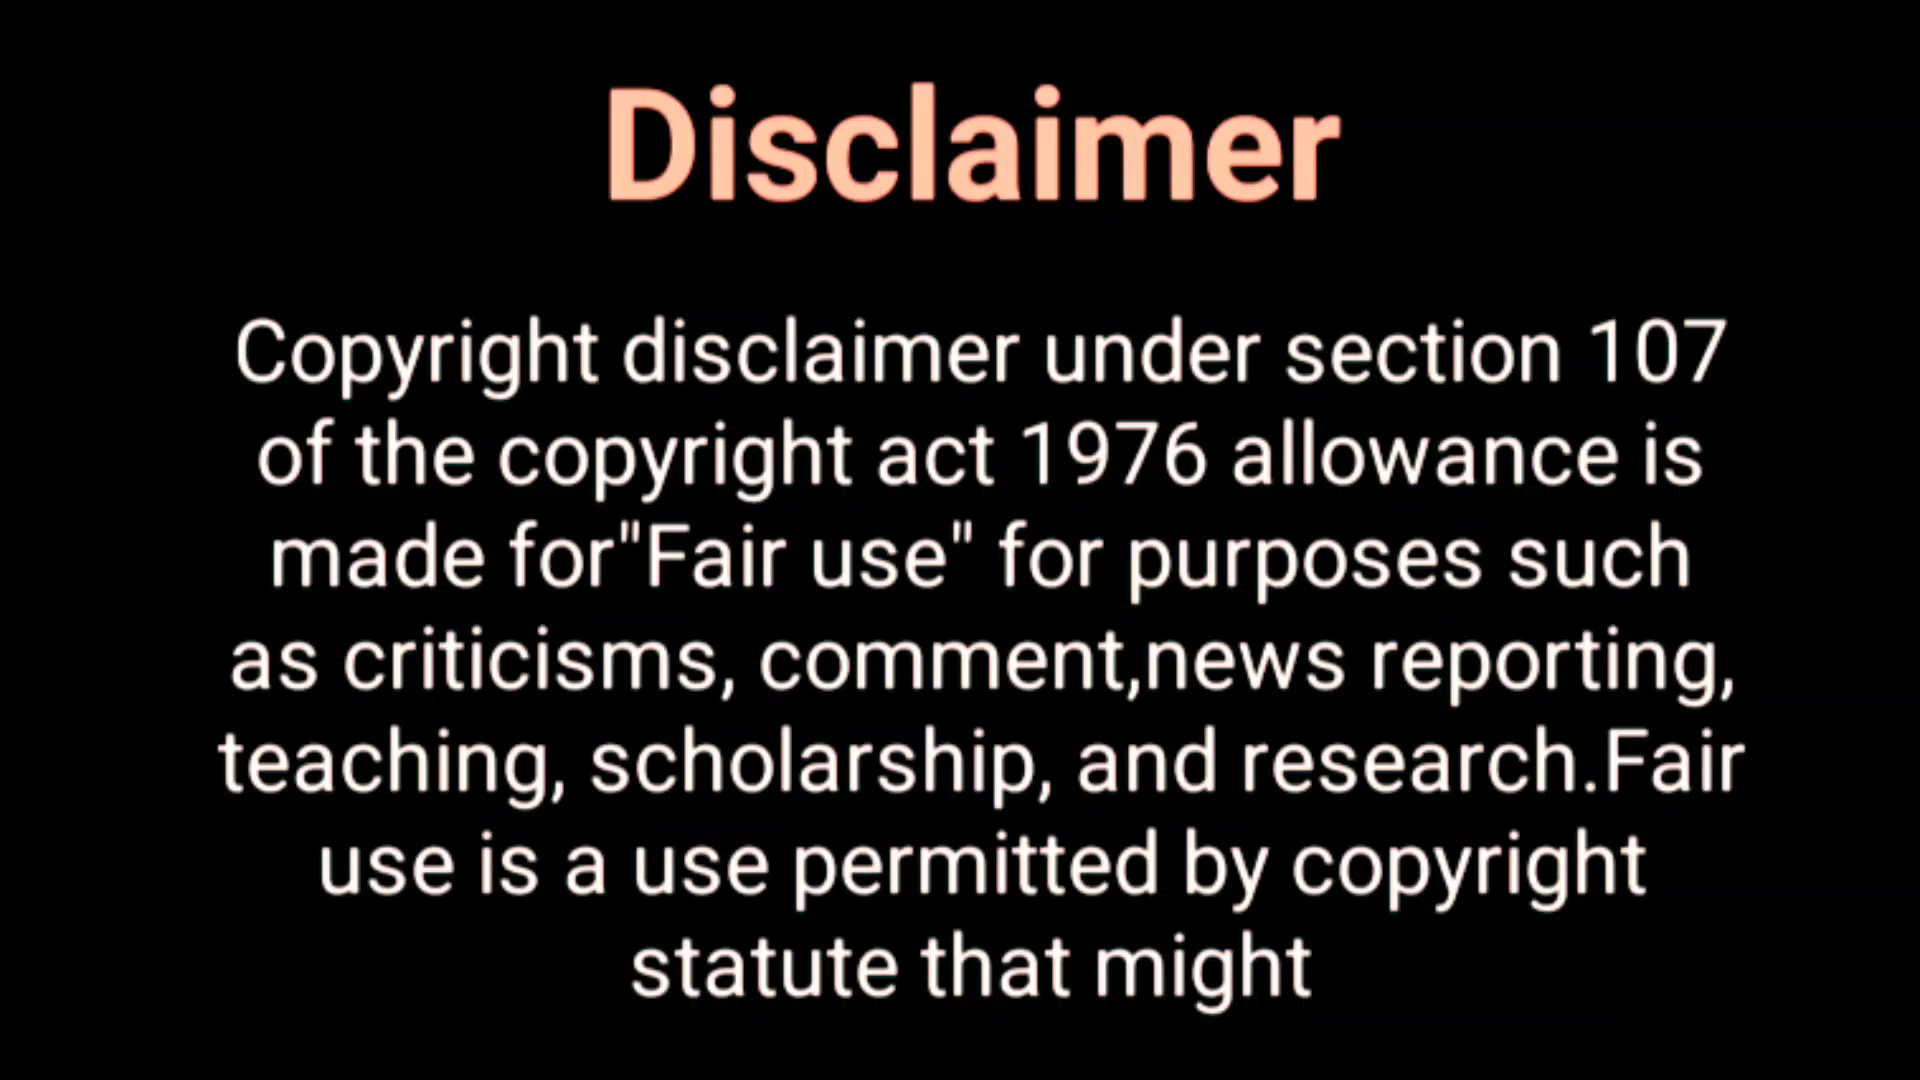 Disclaimer
Copyright disclaimer under section 107
of the copyright act 1976 allowance is
made for"Fair use" for purposes such
as criticisms, comment,news reporting,
teaching, scholarship, and research.Fair
use is a use permitted by copyright
statute that might